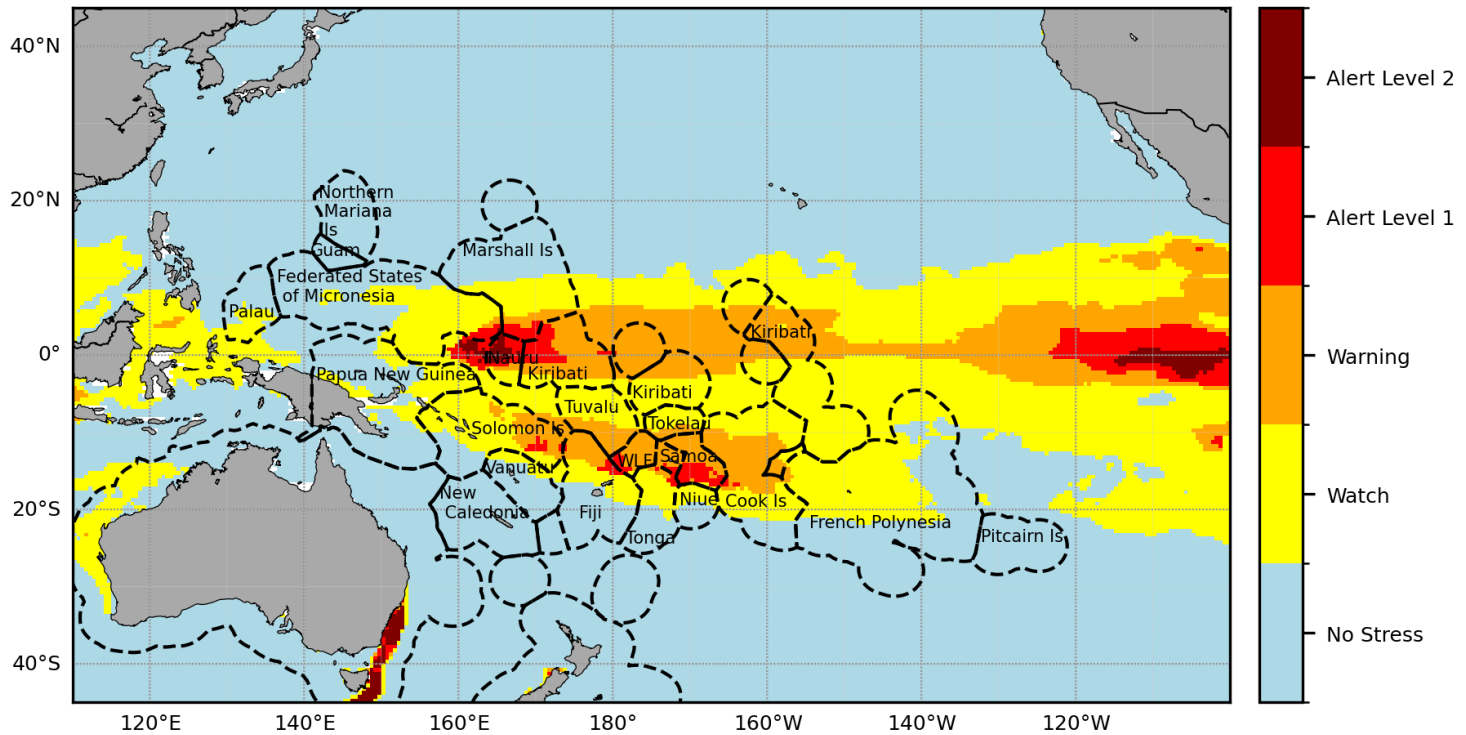 40°N
20°N
0°
20°S
40°S
120°E
140°E
160°E
180°
160°W
140°W
120°W
Northern
Mariana
Is
Guam
Marshall Is
Federated States
of Micronesia
Palau
Kiribati
Nauru
Papua New Guinea
Kiribati
Kiribati
Tuvalu
Tokelau
Solomon Is
WLF
Samoa
Vanuatu
New
Caledonia
Niue
Cook Is
Fiji
French Polynesia
Tonga
Pitcairn Is
Alert Level 2
Alert Level 1
Warning
Watch
No Stress